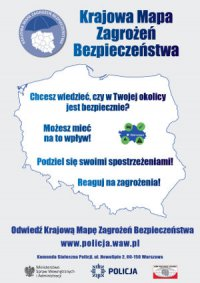 Krajowa Mapa
Zagrożeń
Bezpieczeństwa
Chcesz wiedzieć, czy w Twojej okolicy
jest bezpiecznie?
Możesz mieć
na to wpływ!
Podziel się swoimi spostrzeżeniami!
Reaguj na zagrożenia!
Odwiedź Krajową Mapę Zagrożeń Bezpieczeństwa
www.policja.waw.pl
Komenda Stołeczna Policji, ul. Nowolipie 2, 00-150 Warszawa
Ministerstwo
Spraw Wewnętrznych
i Administracji
POLICJA